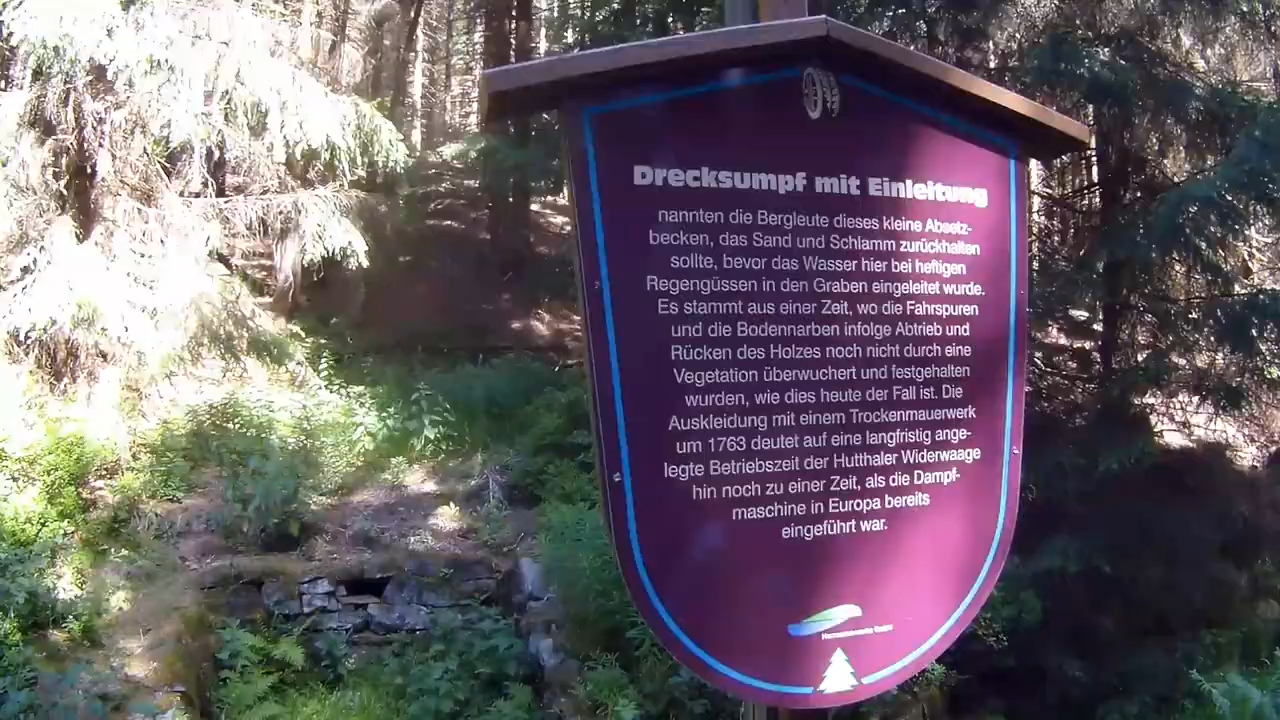 Drecksumpf mit Einleitung
nannten die Bergleute dieses kleine Absetz-
becken, das Sand und Schlamm zurückhalten
sollte, bevor das Wasser hier bei heftigen
Regengüssen in den Graben eingeleitet wurde.
Es stammt aus einer Zeit, wo die Fahrspuren
und die Bodennarben infolge Abtrieb und
Rücken des Holzes noch nicht durch eine
Vegetation überwuchert und festgehalten
wurden, wie dies heute der Fall ist. Die
Auskleidung mit einem Trockenmauerwerk
um 1763 deutet auf eine langfristig ange-
legte Betriebszeit der Hutthaler Widerwaage
hin noch zu einer Zeit, als die Dampf-
maschine in Europa bereits
eingeführt war.